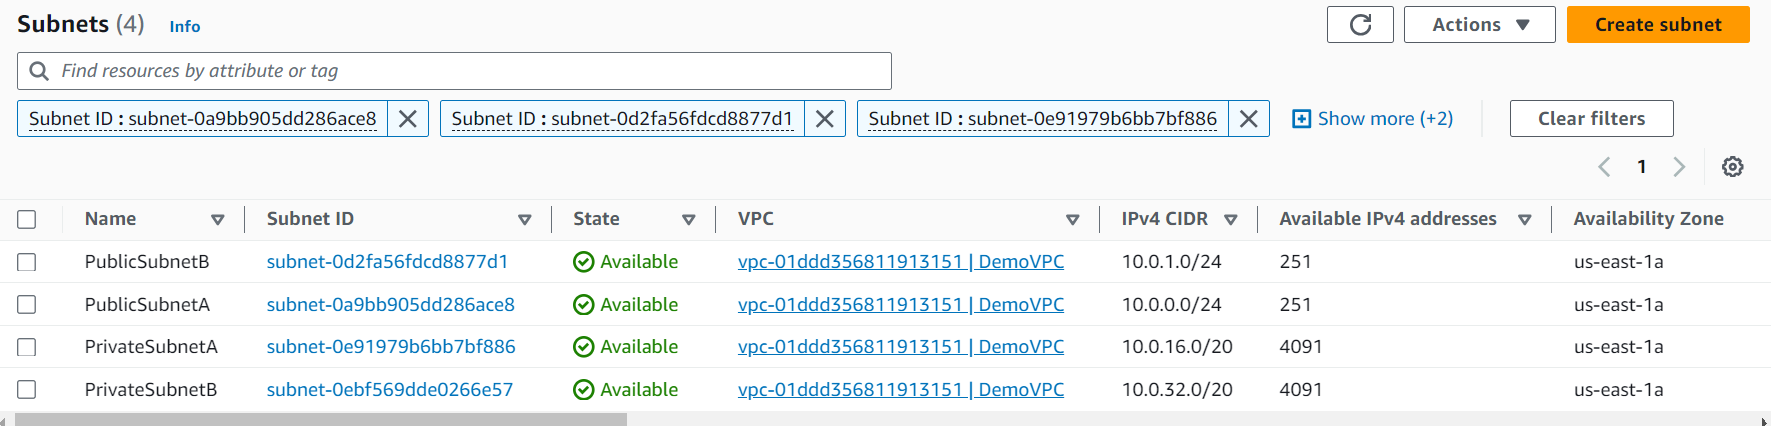 Subnets (4) Info
Actions
Create subnet
Find resources by attribute or tag
Subnet ID : subnet-0a9bb905dd286ace8
Subnet ID : subnet-0d2fa56fdcd8877d1
Subnet ID : subnet-0e91979b6bb7bf886
Show more (+2)
Clear filters
1
Name Subnet ID State VPC IPv4 CIDR Available IPv4 addresses Availability Zone
PublicSubnetB subnet-0d2fa56fdcd8877d1 Available vpc-01ddd356811913151 | DemoVPC 10.0.1.0/24 251 us-east-1a
PublicSubnetA subnet-0a9bb905dd286ace8 Available vpc-01ddd356811913151 | DemoVPC 10.0.0.0/24 251 us-east-1a
PrivateSubnetA subnet-0e91979b6bb7bf886 Available vpc-01ddd356811913151 | DemoVPC 10.0.16.0/20 4091 us-east-1a
PrivateSubnetB subnet-0ebf569dde0266e57 Available vpc-01ddd356811913151 | DemoVPC 10.0.32.0/20 4091 us-east-1a